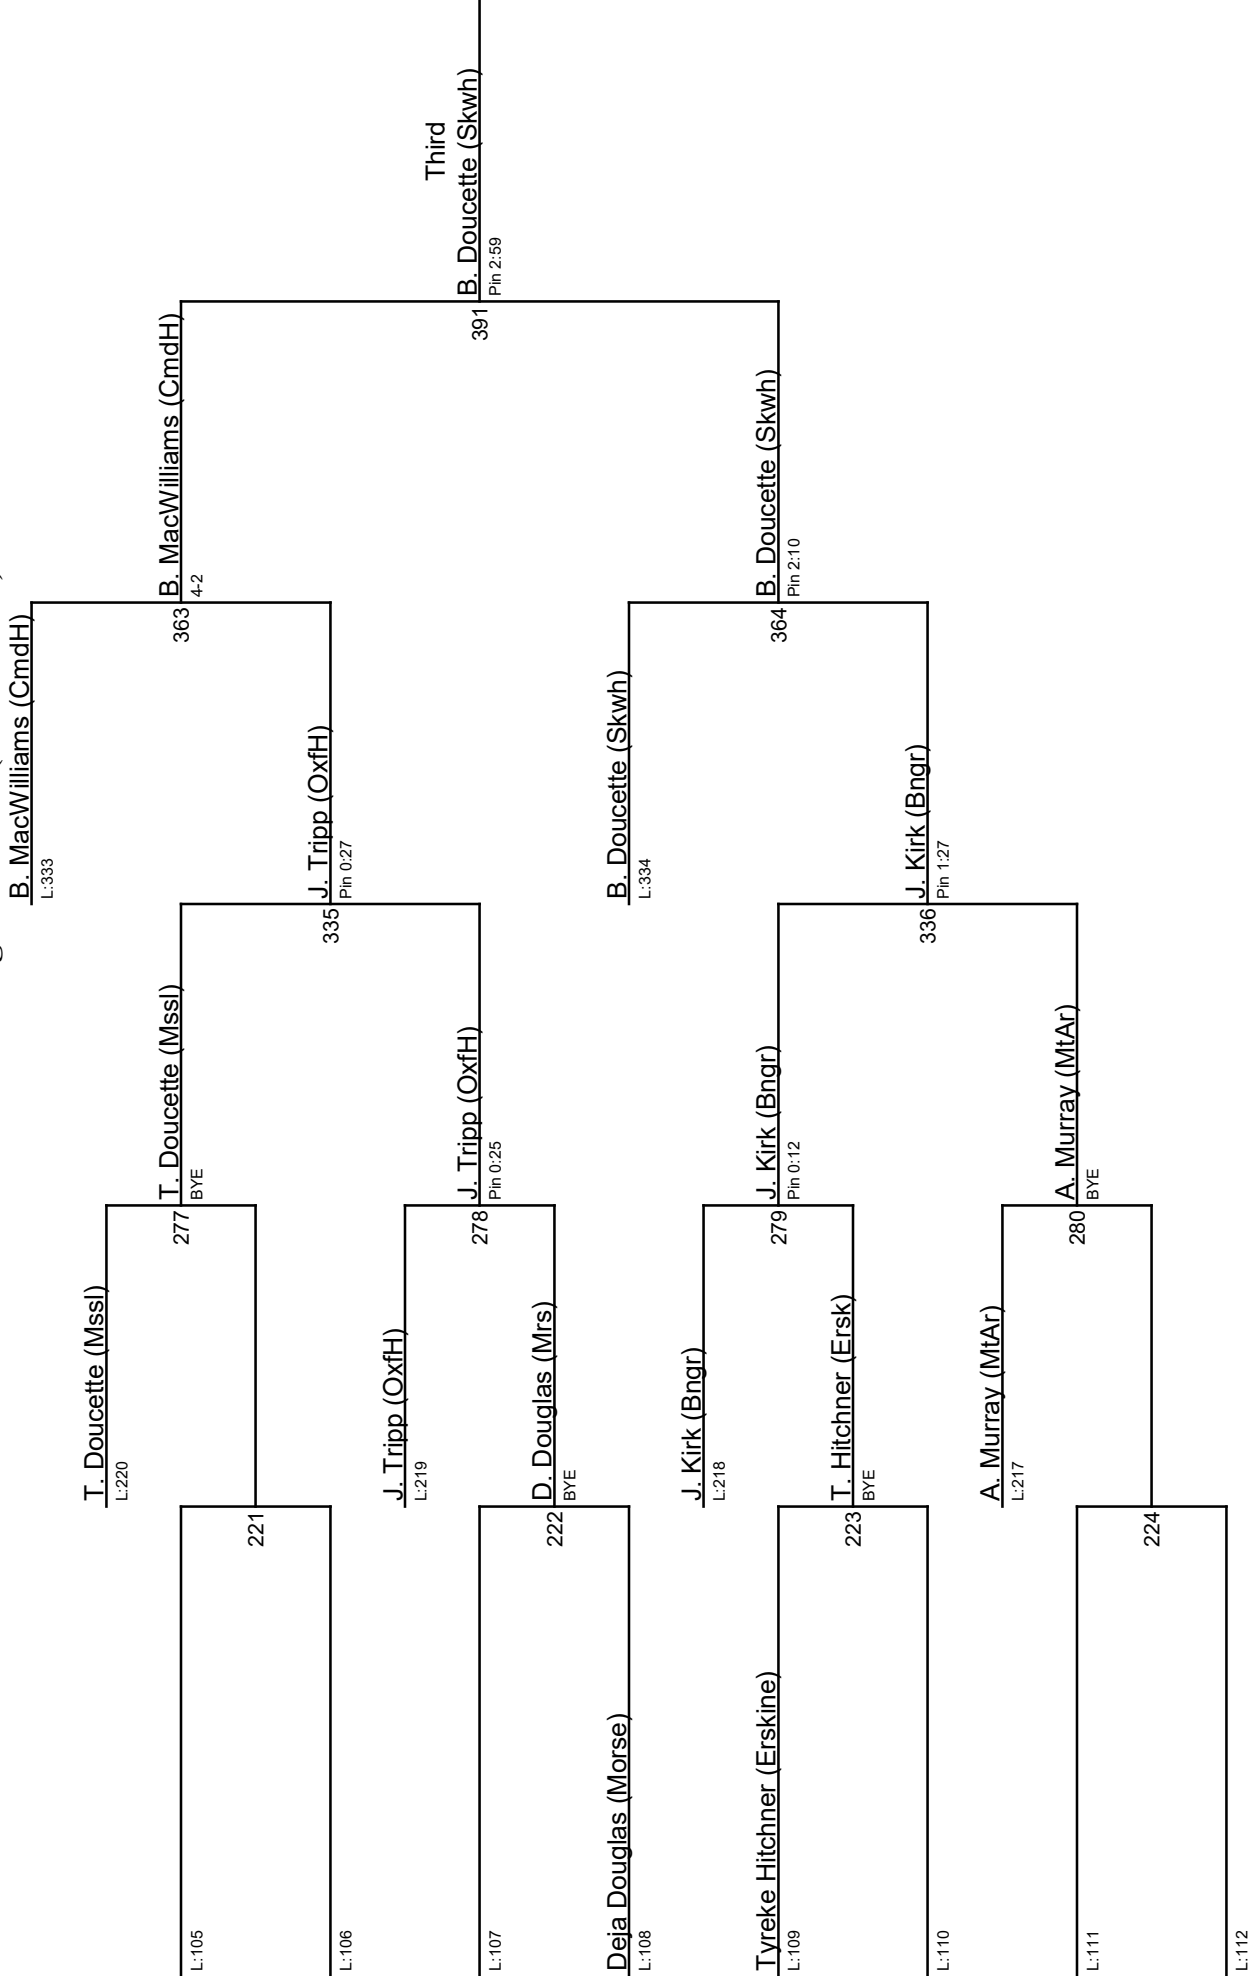 L:105
L:106
L:107
Deja Douglas (Morse)
L:108
Tyreke Hitchner (Erskine)
L:109
L:110
L:111
L:112
T. Doucette (Mssl)
L:220
221
J. Tripp (OxfH)
L:219
D. Douglas (Mrs)
BYE
222
J. Kirk (Bngr)
L:218
T. Hitchner (Ersk)
BYE
223
A. Murray (MtAr)
L:217
224
T. Doucette (Mssl)
BYE
277
J. Tripp (OxfH)
Pin 0:25
278
J. Kirk (Bngr)
Pin 0:12
279
A. Murray (MtAr)
BYE
280
B. MacWilliams (CmdH)
L:333
J. Tripp (OxfH)
Pin 0:27
335
B. Doucette (Skwh)
L:334
J. Kirk (Bngr)
Pin 1:27
336
B. MacWilliams (CmdH)
4-2
363
B. Doucette (Skwh)
Pin 2:10
364
Third
B. Doucette (Skwh)
Pin 2:59
391